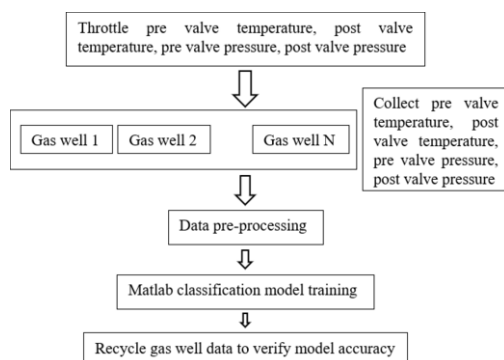 Throttle pre valve temperature, post valve
temperature, pre valve pressure, post valve pressure
Gas well 1
Gas well 2
Gas well N
Collect pre valve
temperature, post
valve temperature,
pre valve pressure,
post valve pressure
Data pre-processing
Matlab classification model training
Recycle gas well data to verify model accuracy